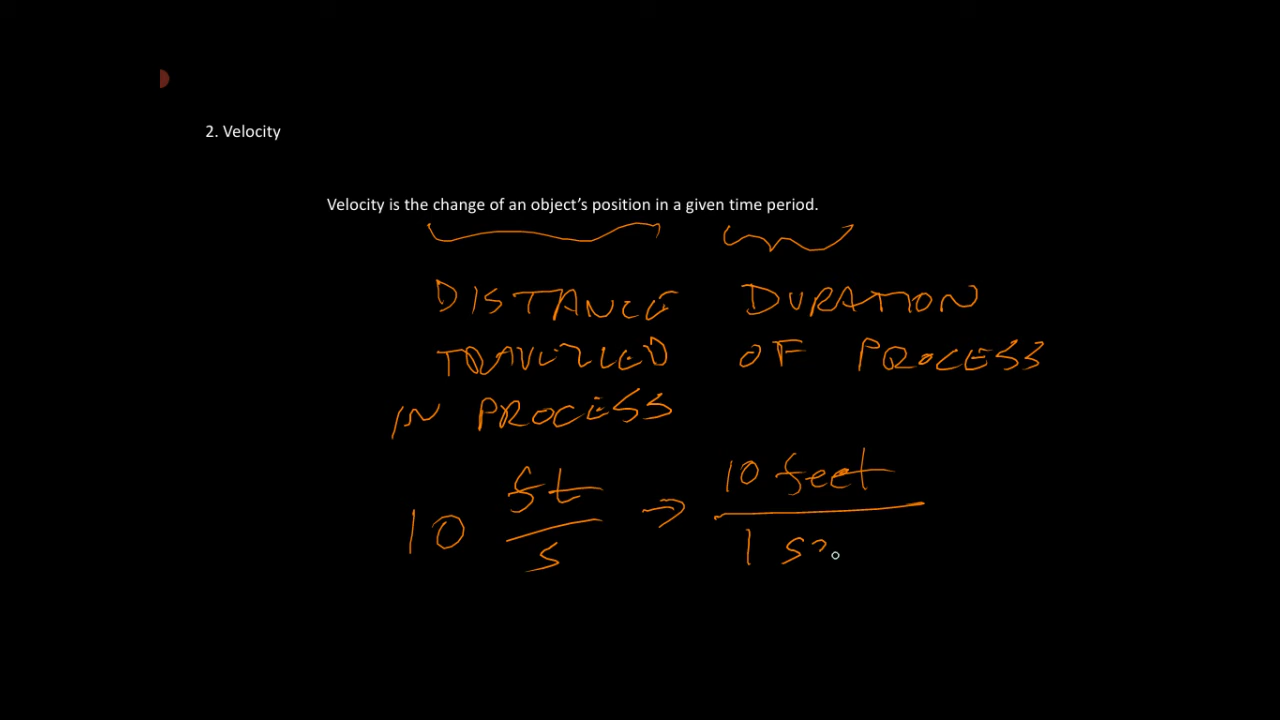 2. Velocity
Velocity is the change of an object’s position in a given time period.
DISTANCE DURATION
TRAVELLED OF PROCESS
IN PROCESS
10 ft/s → 10 feet
1